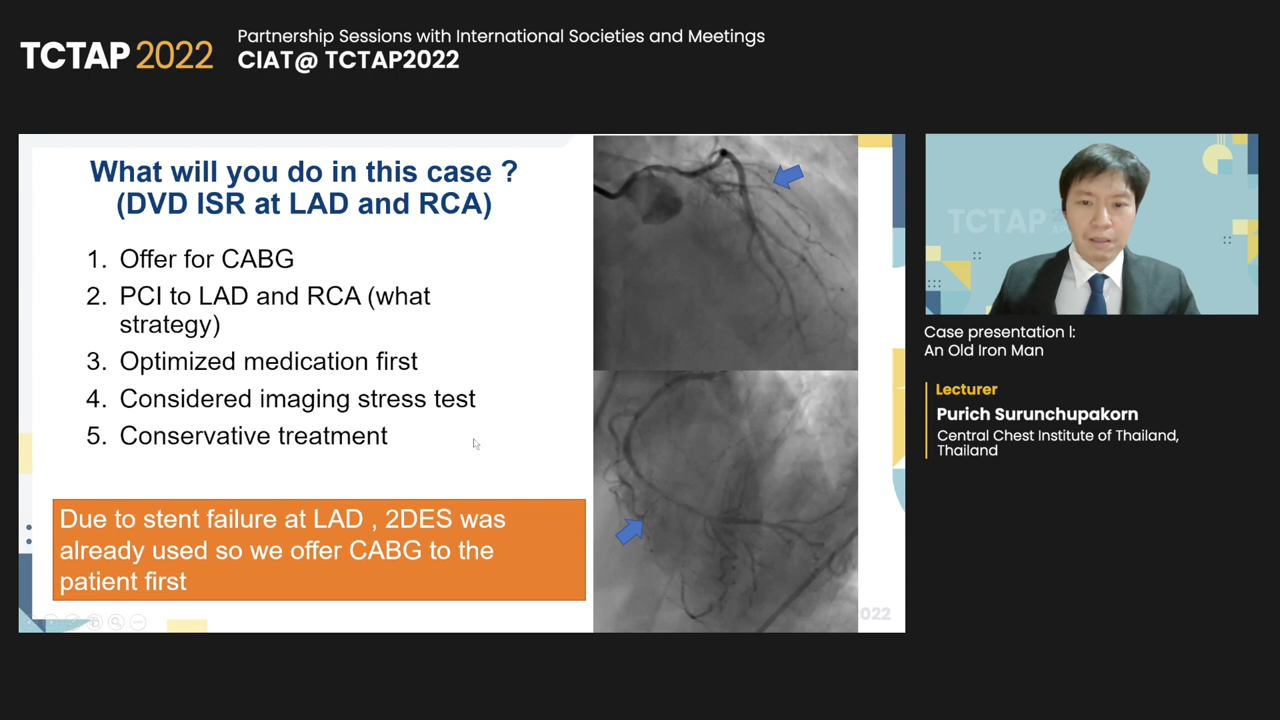 TCTAP 2022
Partnership Sessions with International Societies and Meetings
CIAT@ TCTAP2022
What will you do in this case ?
(DVD ISR at LAD and RCA)
1. Offer for CABG
2. PCI to LAD and RCA (what
strategy)
3. Optimized medication first
4. Considered imaging stress test
5. Conservative treatment
Due to stent failure at LAD , 2DES was
already used so we offer CABG to the
patient first
2022
TCTAP
Case presentation I:
An Old Iron Man
Lecturer
Purich Surunchupakorn
Central Chest Institute of Thailand,
Thailand